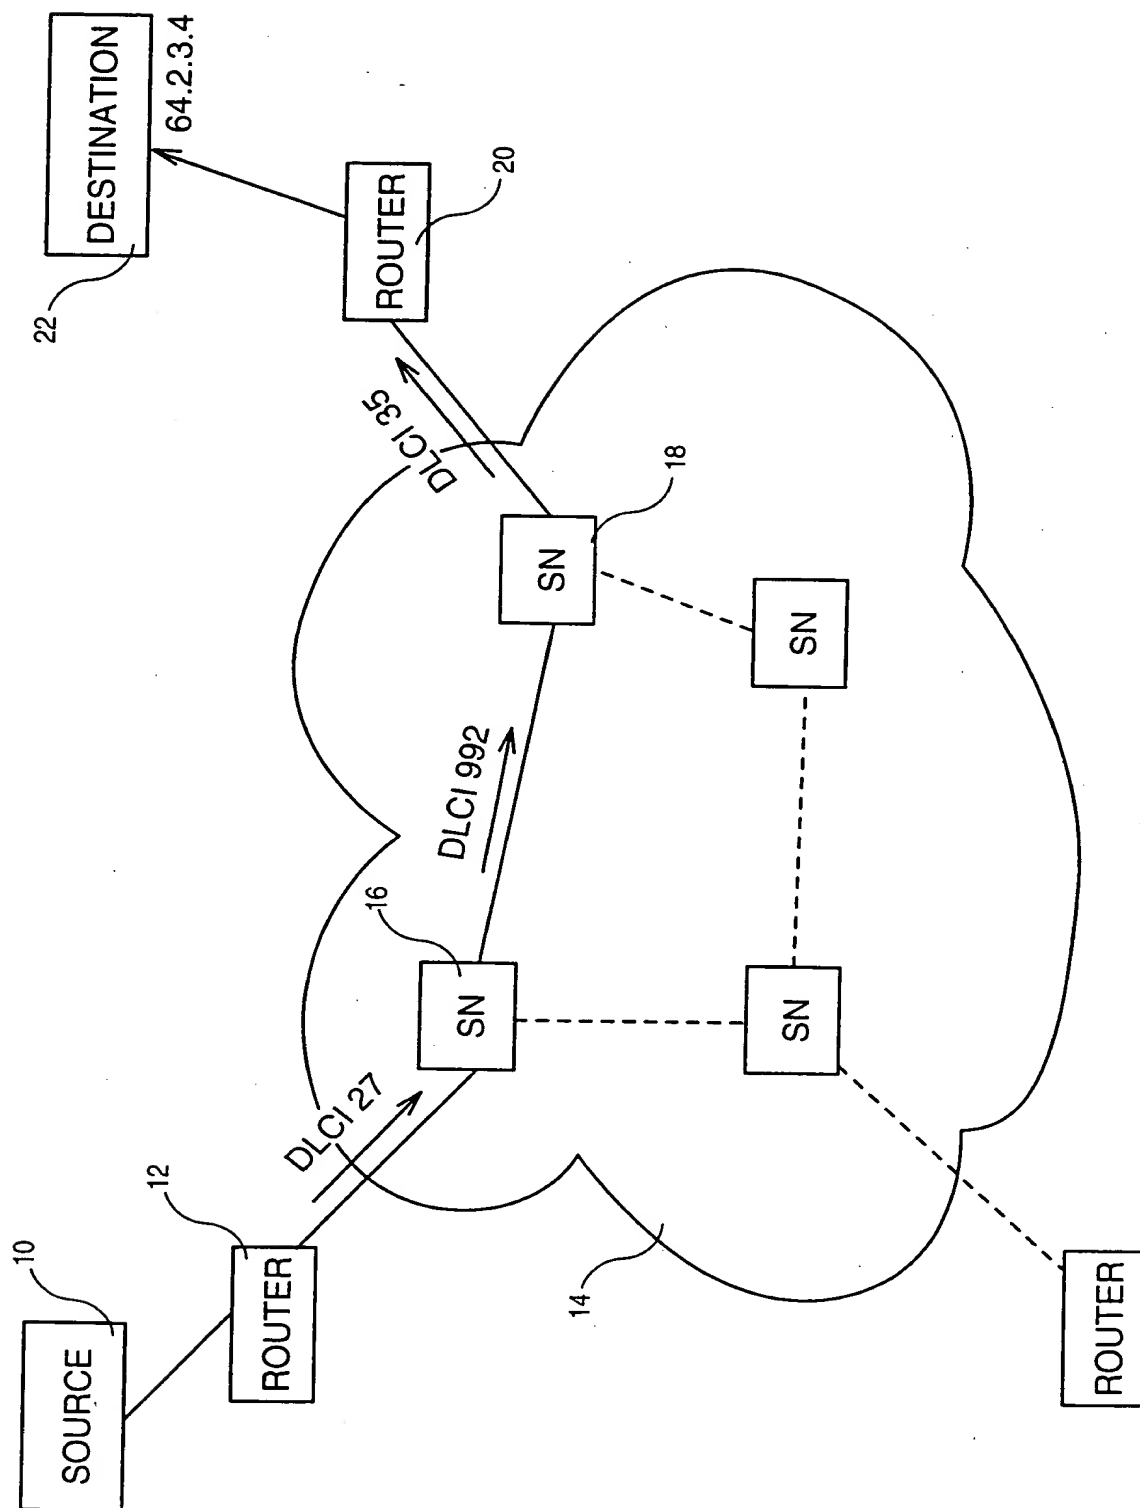 SOURCE
10
ROUTER
12
DLCI 27
SN
16
DLCI 992
SN
18
DLCI 35
ROUTER
20
DESTINATION
22
64.2.3.4
14
SN
SN
ROUTER